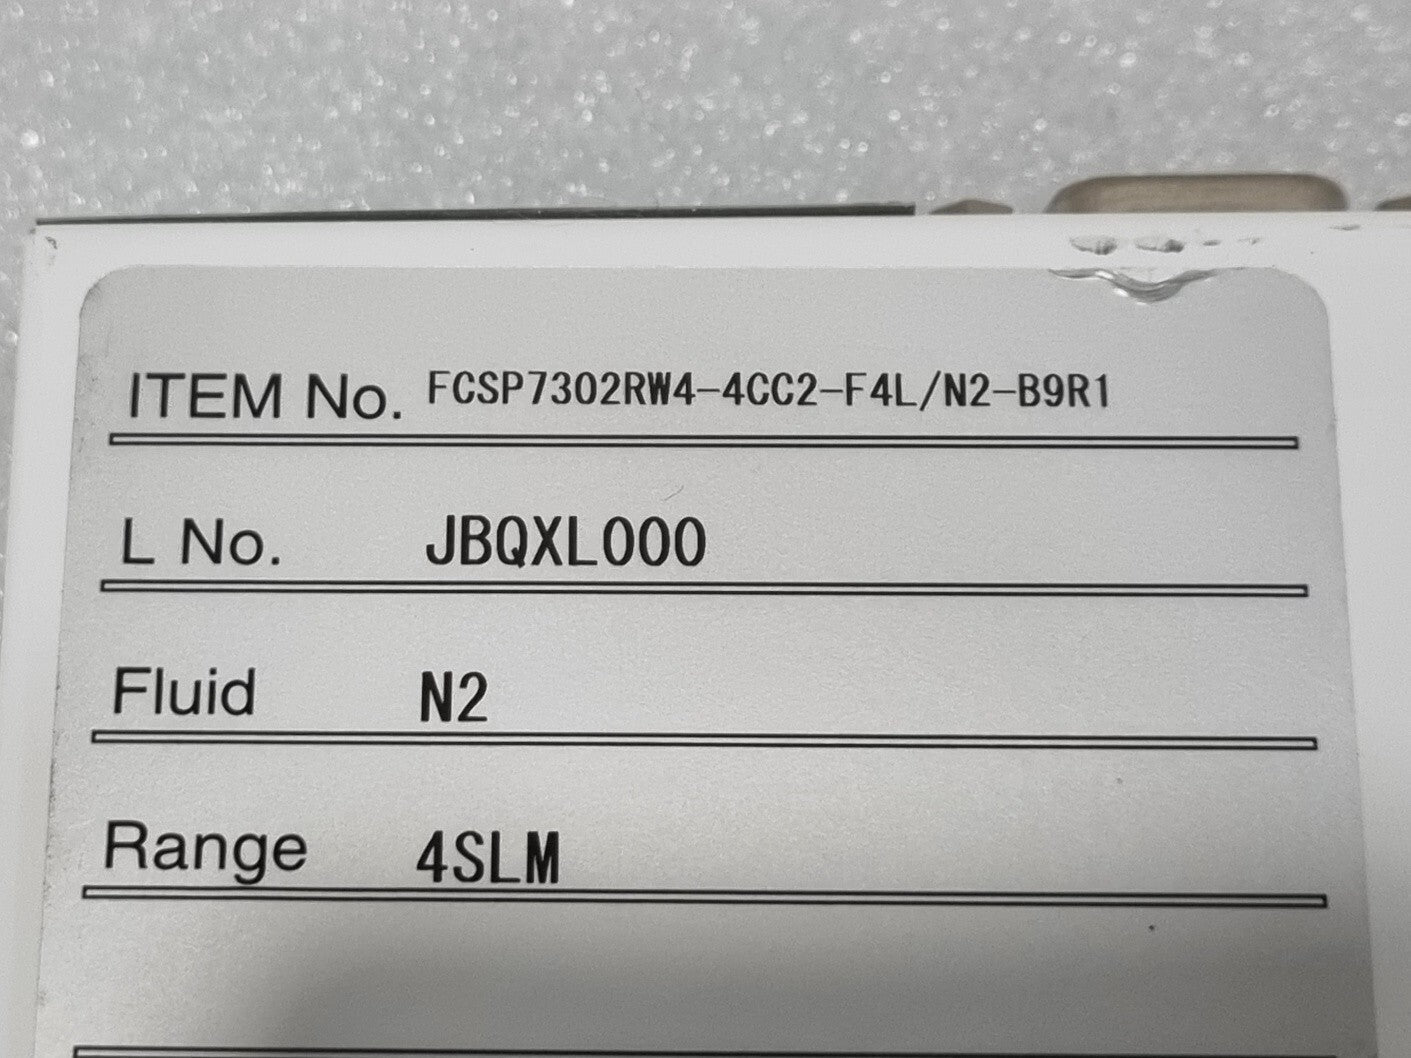 ITEM No. FCSP7302RW4-4CC2-F4L/N2-B9R1
L No. JBQXL000
Fluid N2
Range 4SLM